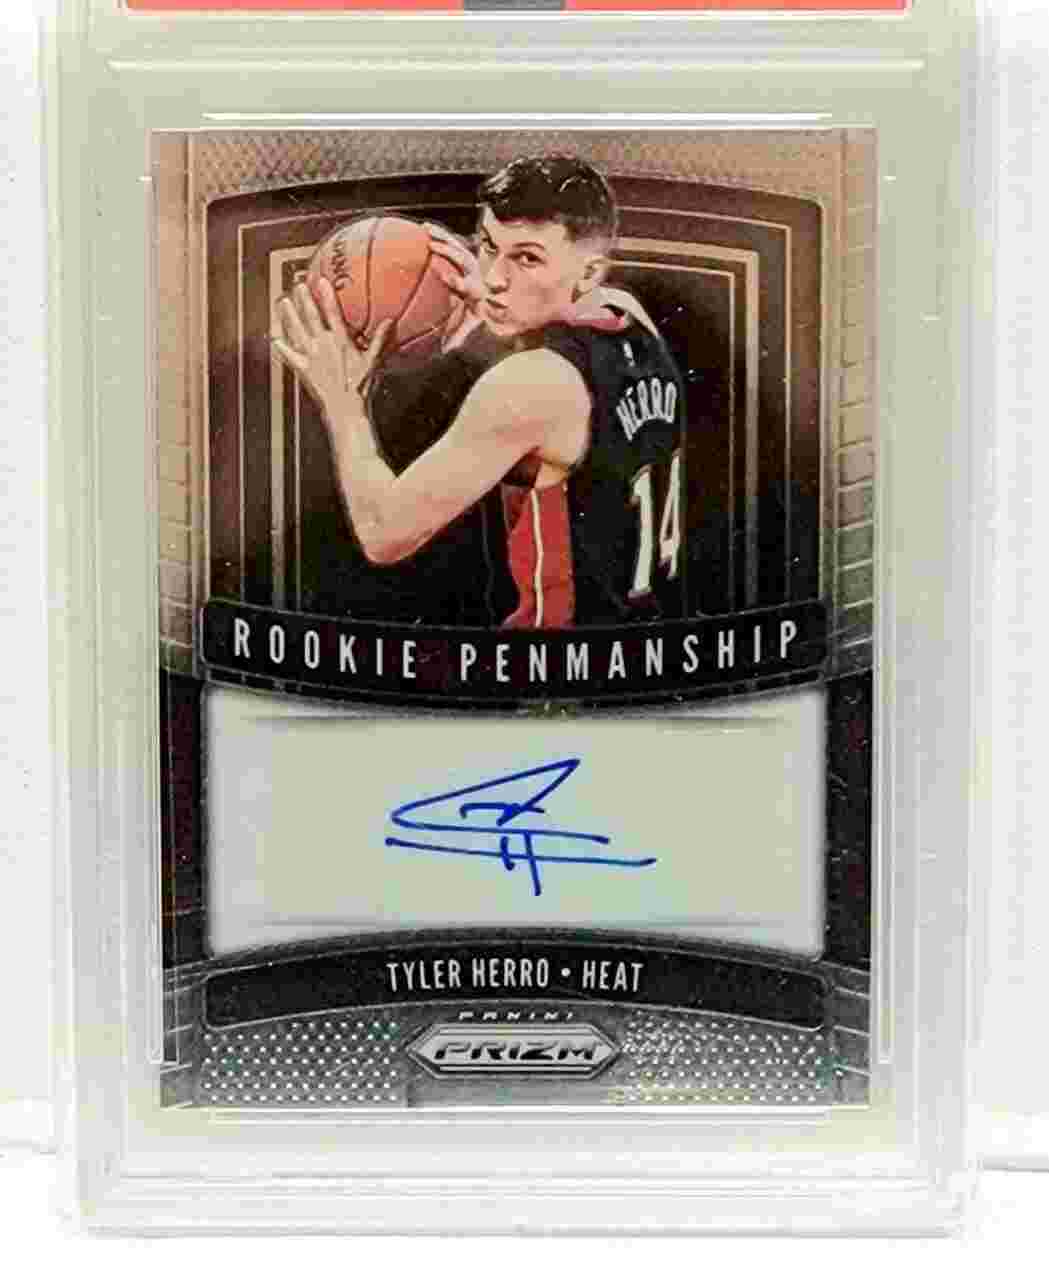 HERRO
14
ROOKIE PENMANSHIP
TYLER HERRO • HEAT
PANINI
PRIZM